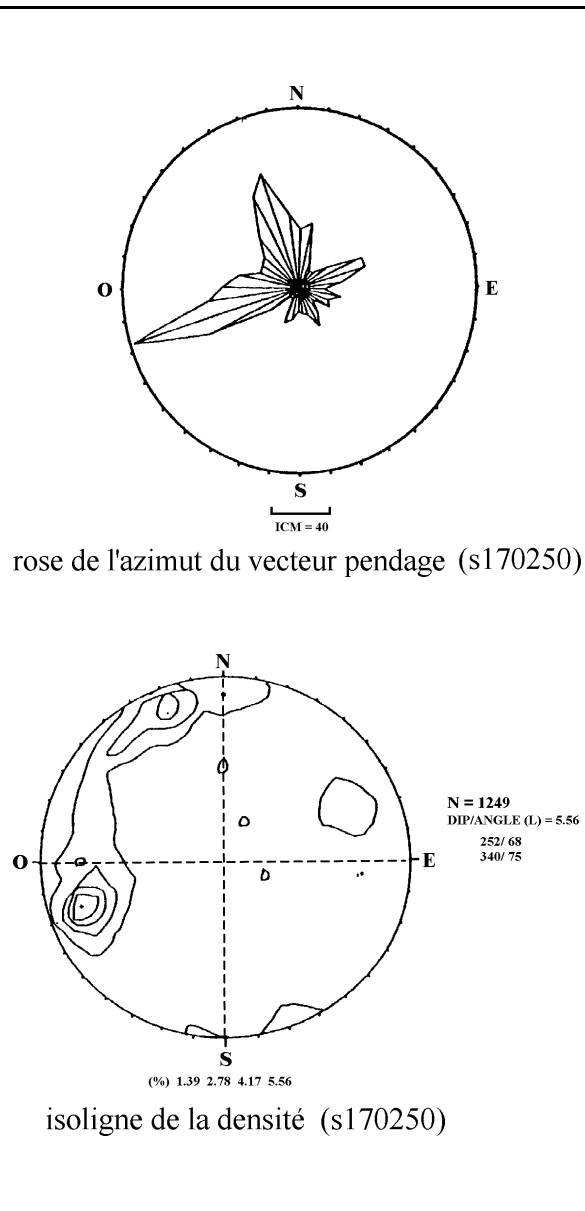 N
O
E
S
ICM = 40
rose de l'azimut du vecteur pendage (s170250)
N
N = 1249
DIP/ANGLE (L) = 5.56
252/ 68
340/ 75
O
E
S
(%) 1.39 2.78 4.17 5.56
isoligne de la densité (s170250)